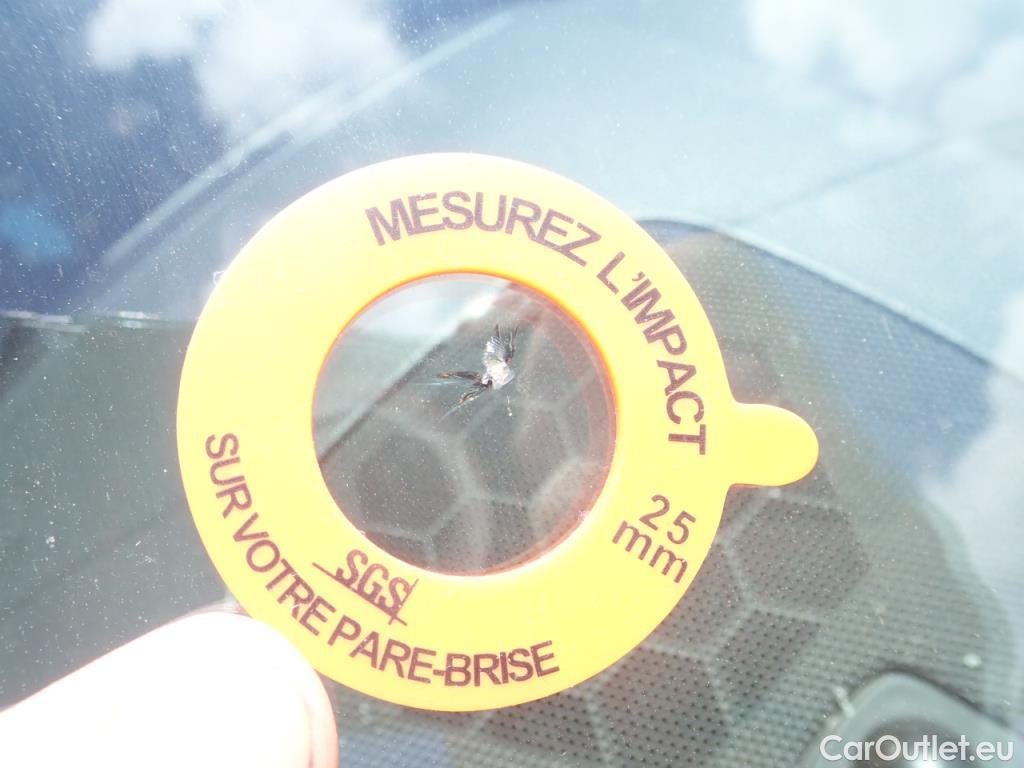 MESUREZ L'IMPACT
25
mm
SGS
SUR VOTRE PARE-BRISE
CarOutlet.eu